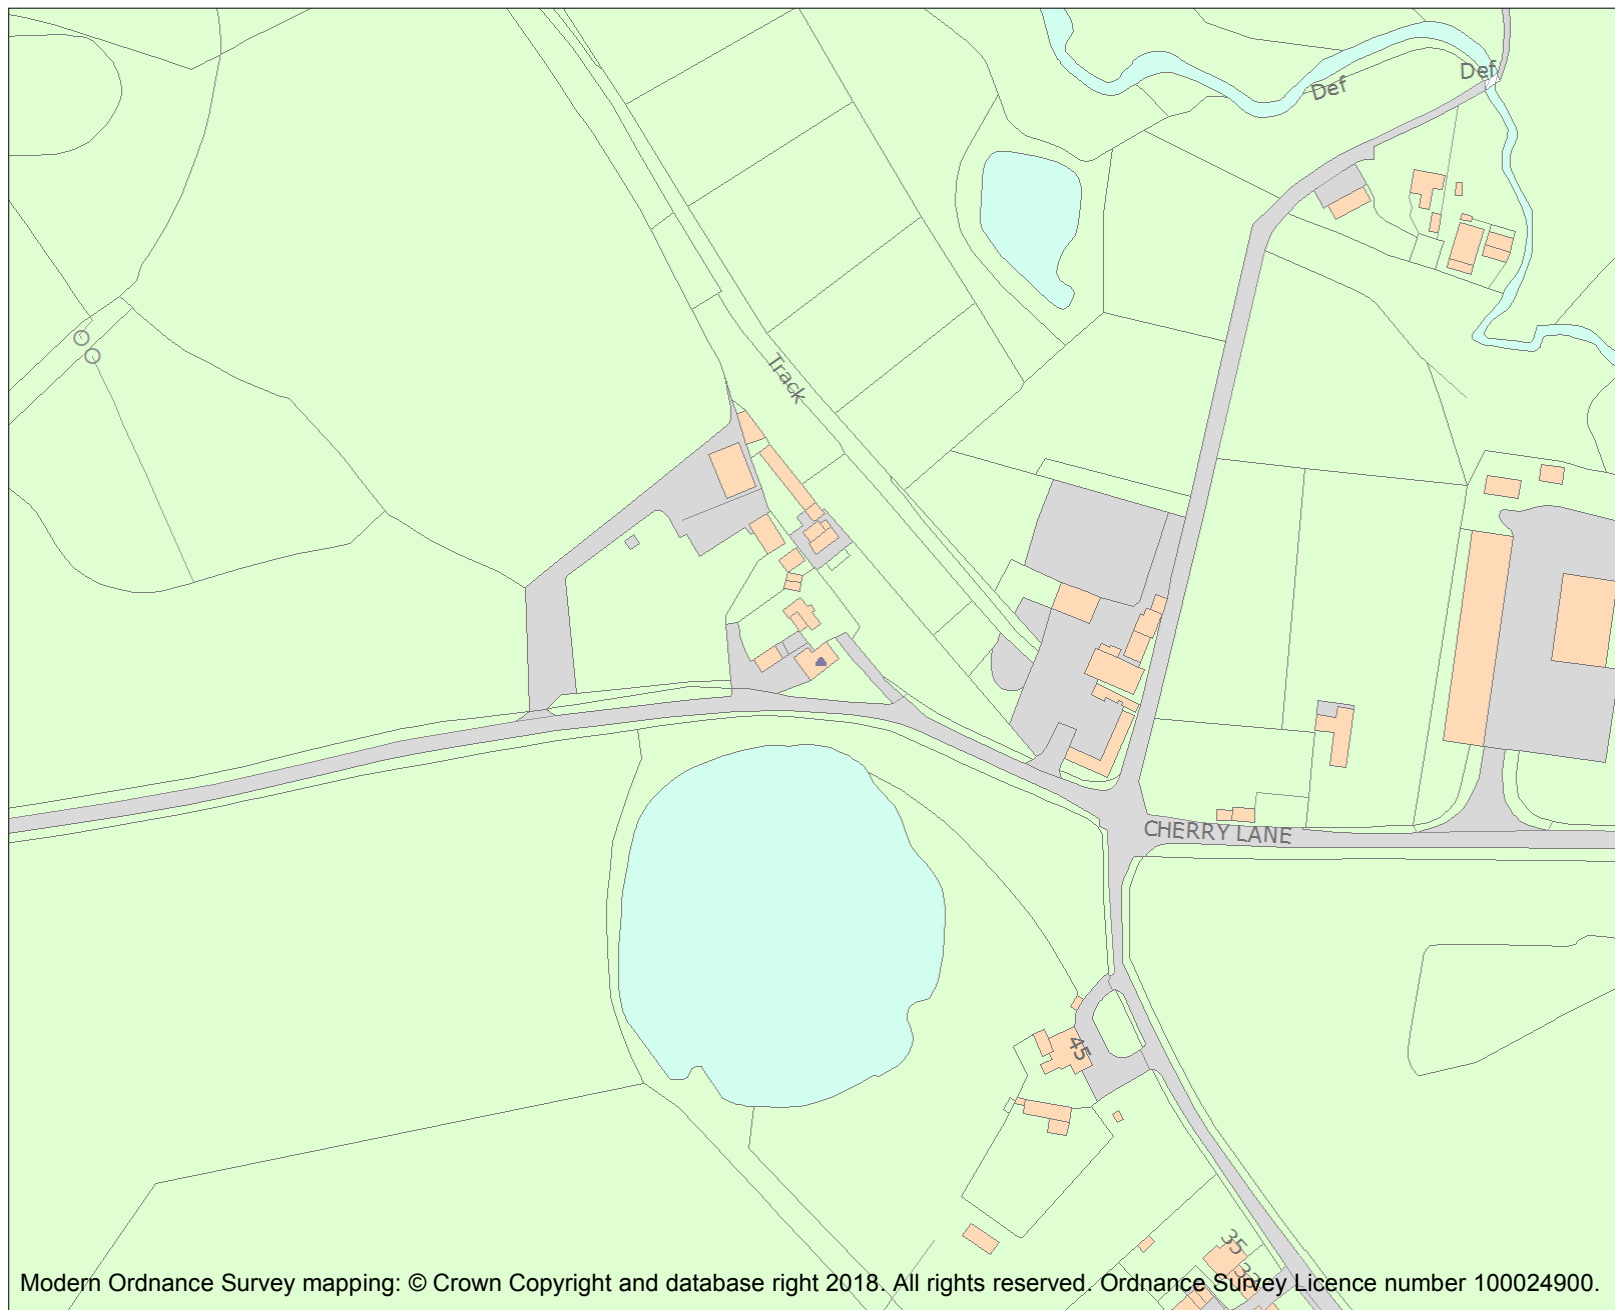 Def
Def
Track
CHERRY LANE
45
35
Modern Ordnance Survey mapping: © Crown Copyright and database right 2018. All rights reserved. Ordnance Survey Licence number 100024900.